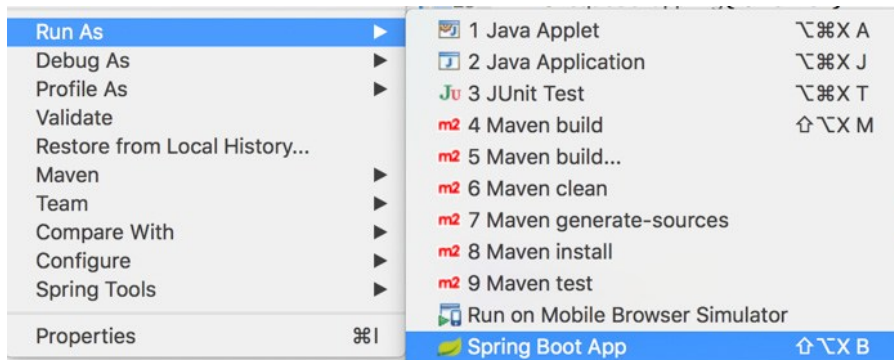 Run As ▶
Debug As ▶
Profile As ▶
Validate
Restore from Local History...
Maven ▶
Team ▶
Compare With ▶
Configure ▶
Spring Tools ▶
Properties ⌘I
1 Java Applet ⌥⌘X A
2 Java Application ⌥⌘X J
Ju 3 JUnit Test ⌥⌘X T
m2 4 Maven build ⇧⌥X M
m2 5 Maven build...
m2 6 Maven clean
m2 7 Maven generate-sources
m2 8 Maven install
m2 9 Maven test
Run on Mobile Browser Simulator
Spring Boot App ⇧⌥X B